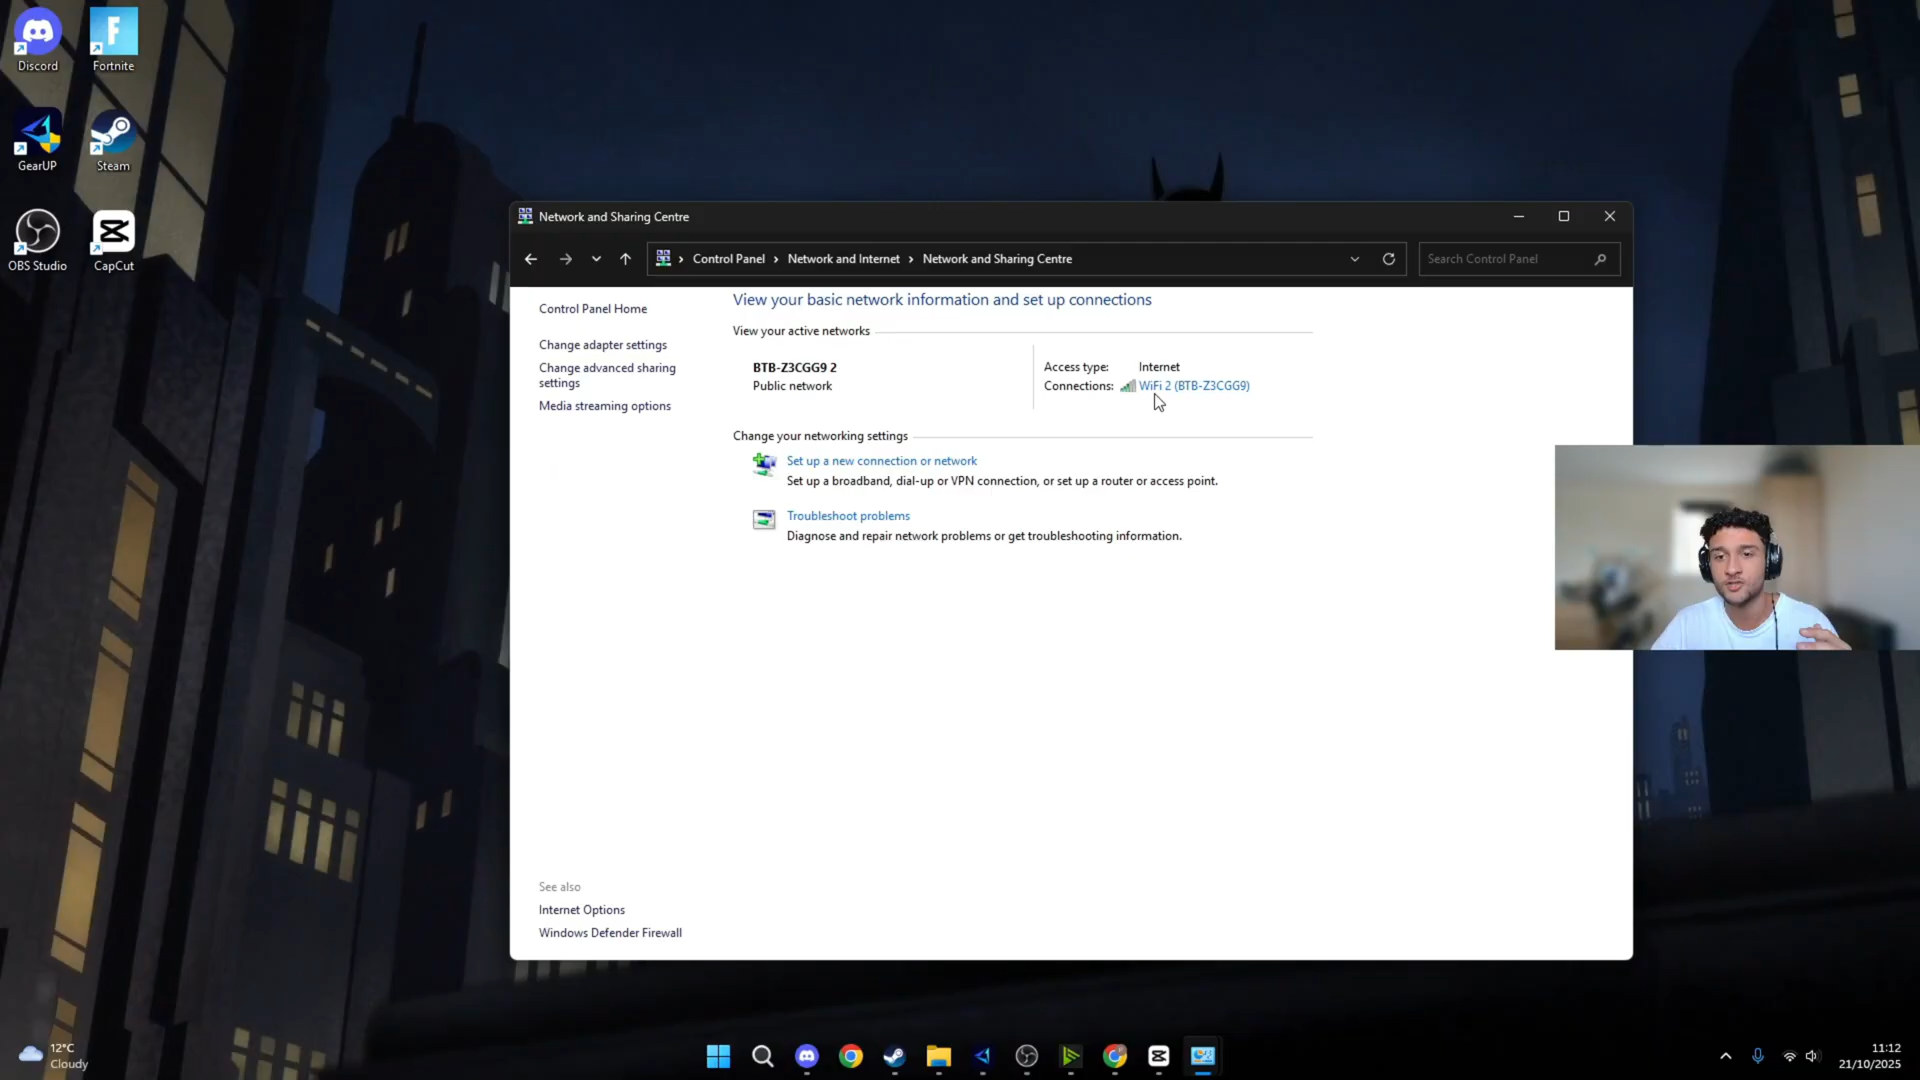 Discord
Fortnite
GearUP
Steam
OBS Studio
CapCut
Network and Sharing Centre
Control Panel > Network and Internet > Network and Sharing Centre
Search Control Panel
Control Panel Home
Change adapter settings
Change advanced sharing
settings
Media streaming options
View your basic network information and set up connections
View your active networks
BTB-Z3CGG9 2
Public network
Access type: Internet
Connections: WiFi 2 (BTB-Z3CGG9)
Change your networking settings
Set up a new connection or network
Set up a broadband, dial-up or VPN connection, or set up a router or access point.
Troubleshoot problems
Diagnose and repair network problems or get troubleshooting information.
See also
Internet Options
Windows Defender Firewall
12°C
Cloudy
11:12
21/10/2025